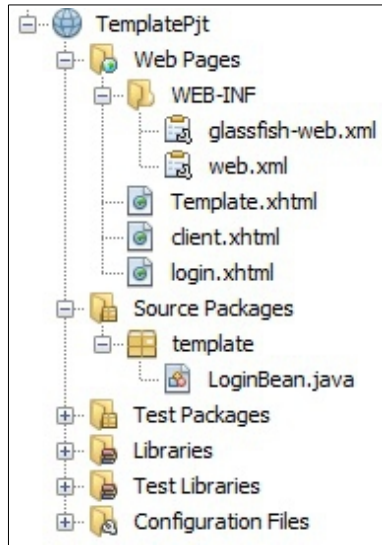 TemplatePjt
Web Pages
WEB-INF
glassfish-web.xml
web.xml
Template.xhtml
client.xhtml
login.xhtml
Source Packages
template
LoginBean.java
Test Packages
Libraries
Test Libraries
Configuration Files